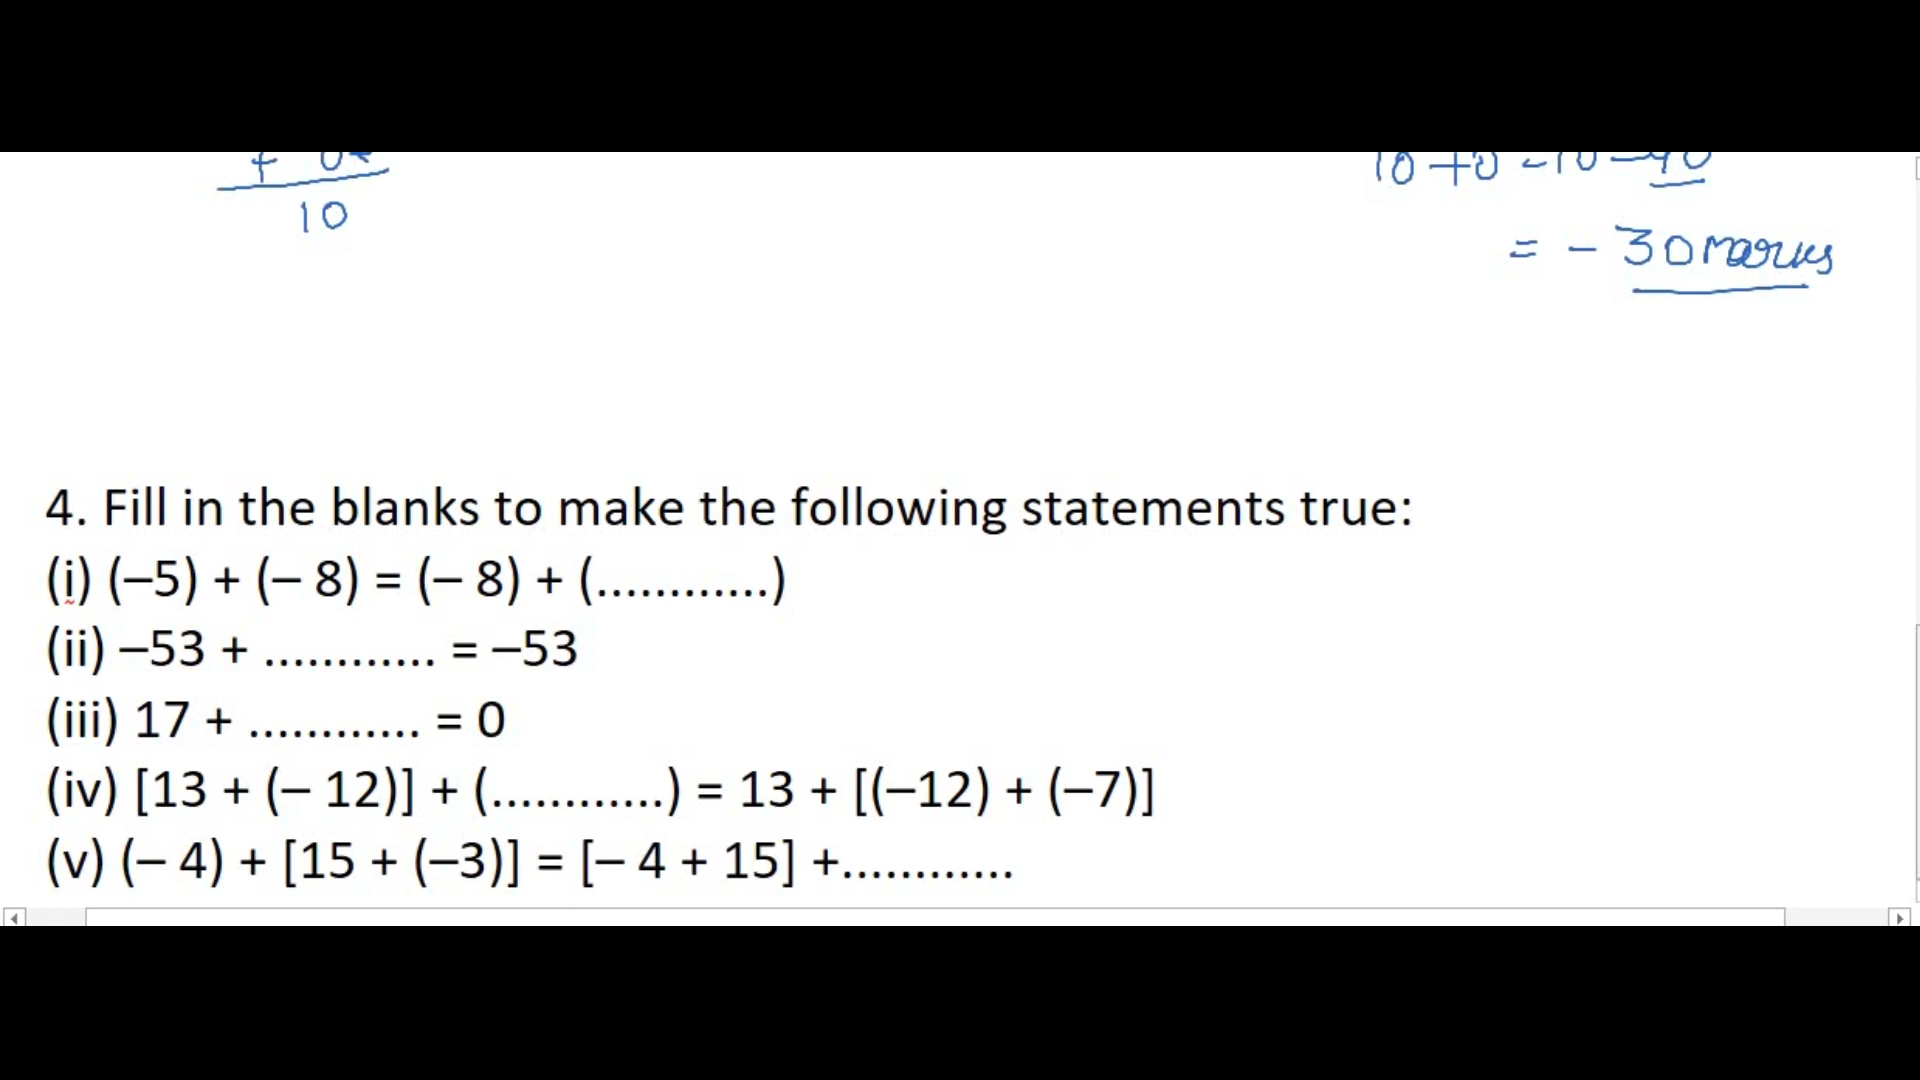 10
= - 30 marks
4. Fill in the blanks to make the following statements true:
(i) (–5) + (– 8) = (– 8) + (............)
(ii) –53 + ............ = –53
(iii) 17 + ............ = 0
(iv) [13 + (– 12)] + (............) = 13 + [(–12) + (–7)]
(v) (– 4) + [15 + (–3)] = [– 4 + 15] +............